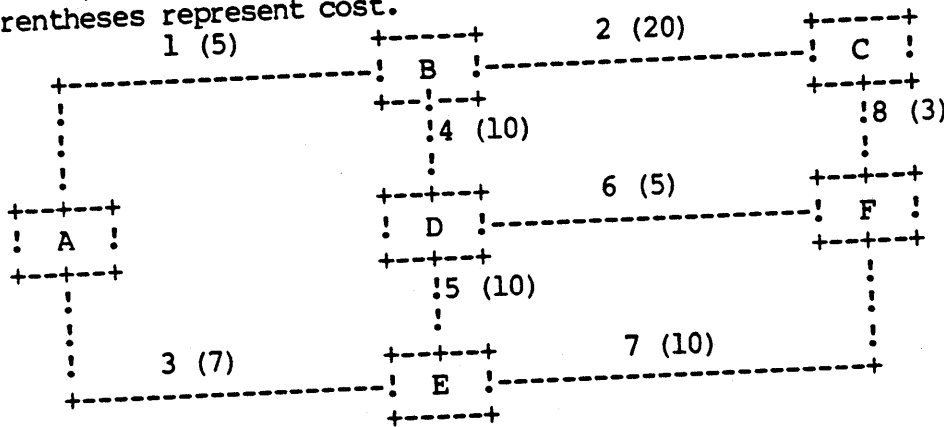 rentheses represent cost.
1 (5)
2 (20)
B
C
4 (10)
8 (3)
6 (5)
A
D
F
5 (10)
3 (7)
7 (10)
E